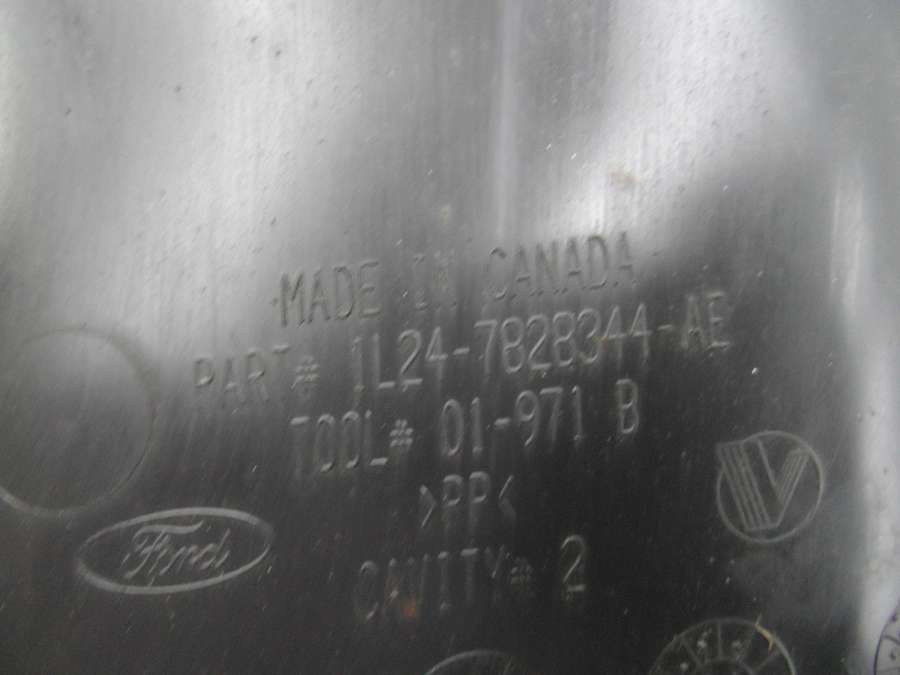 MADE IN CANADA
PART# 1L24-7828344-AE
TOOL# 01-971 B
>PP<
Ford
CAVITY# 2